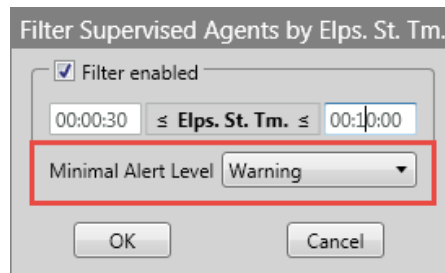 Filter Supervised Agents by Elps. St. Tm.
Filter enabled
00:00:30 ≤ Elps. St. Tm. ≤ 00:10:00
Minimal Alert Level Warning
OK Cancel